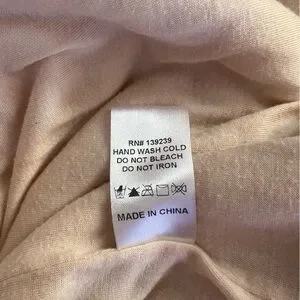 RN# 139239
HAND WASH COLD
DO NOT BLEACH
DO NOT IRON
MADE IN CHINA